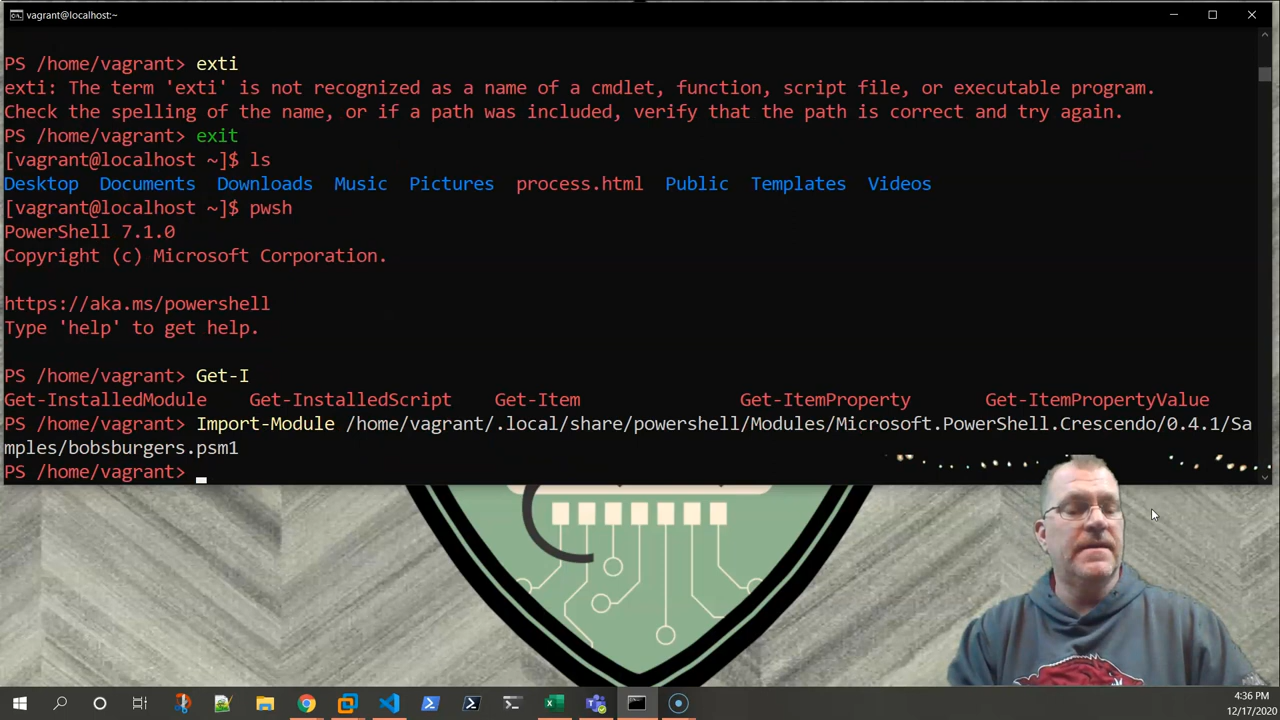 vagrant@localhost:~
PS /home/vagrant> exti
exti: The term 'exti' is not recognized as a name of a cmdlet, function, script file, or executable program.
Check the spelling of the name, or if a path was included, verify that the path is correct and try again.
PS /home/vagrant> exit
[vagrant@localhost ~]$ ls
Desktop Documents Downloads Music Pictures process.html Public Templates Videos
[vagrant@localhost ~]$ pwsh
PowerShell 7.1.0
Copyright (c) Microsoft Corporation.
https://aka.ms/powershell
Type 'help' to get help.
PS /home/vagrant> Get-I
Get-InstalledModule Get-InstalledScript Get-Item Get-ItemProperty Get-ItemPropertyValue
PS /home/vagrant> Import-Module /home/vagrant/.local/share/powershell/Modules/Microsoft.PowerShell.Crescendo/0.4.1/Sa
mples/bobsburgers.psm1
PS /home/vagrant>
4:36 PM
12/17/2020